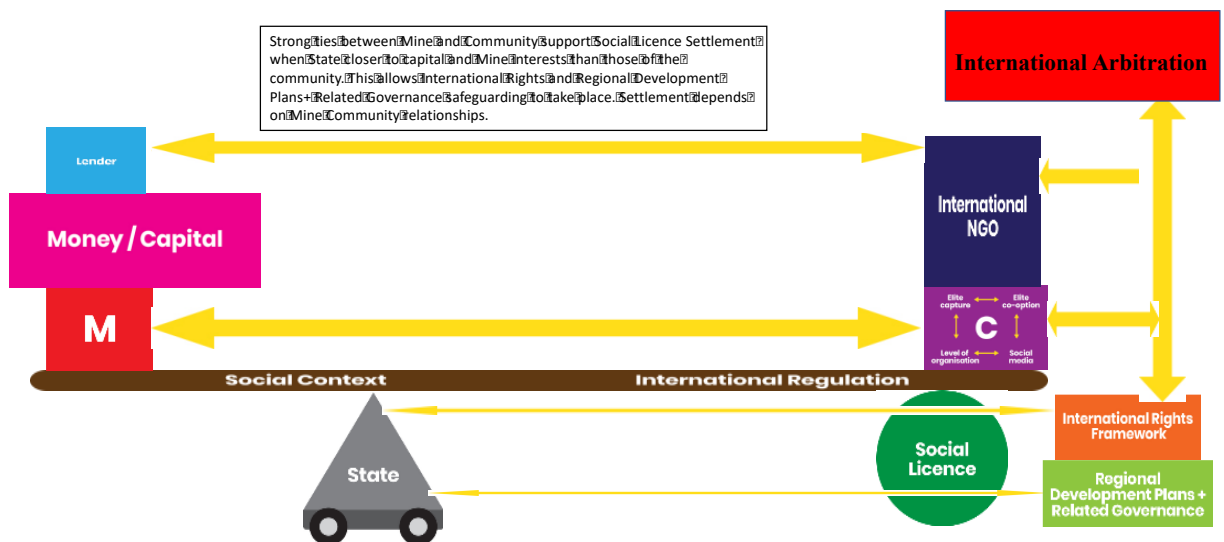 Strong ties between Mine and Community support Social Licence Settlement
when State closer to capital and Mine Interests than those of the
community. This allows International Rights and Regional Development
Plans+ Related Governance safeguarding to take place. Settlement depends
on Mine Community relationships.
International Arbitration
Lender
Money / Capital
M
International
NGO
Elite
capture
Elite
co-option
C
Level of
organisation
Social
media
Social Context
International Regulation
State
Social
Licence
International Rights
Framework
Regional
Development Plans +
Related Governance